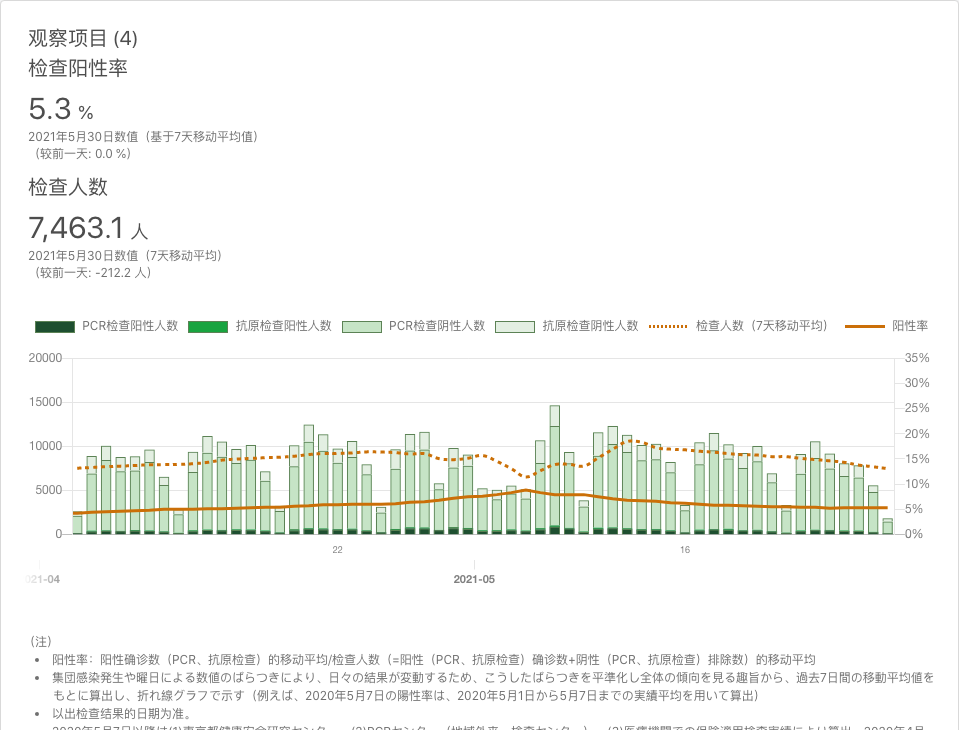 观察项目 (4)
检查阳性率
5.3 %
2021年5月30日数值（基于7天移动平均值）
（较前一天: 0.0 %）
检查人数
7,463.1 人
2021年5月30日数值（7天移动平均）
（较前一天: -212.2 人）
PCR检查阳性人数 抗原检查阳性人数 PCR检查阴性人数 抗原检查阴性人数 检查人数（7天移动平均） 阳性率
20000 35%
30%
15000 25%
20%
10000 15%
5000 10%
5%
0 0%
22 16
21-04 2021-05
（注）
• 阳性率：阳性确诊数（PCR、抗原检查）的移动平均/检查人数（=阳性（PCR、抗原检查）确诊数+阴性（PCR、抗原检查）排除数）的移动平均
• 集団感染発生や曜日による数値のばらつきにより、日々の結果が変動するため、こうしたばらつきを平準化し全体の傾向を見る趣旨から、過去7日間の移動平均値を
もとに算出し、折れ線グラフで示す（例えば、2020年5月7日の陽性率は、2020年5月1日から5月7日までの実績平均を用いて算出）
• 以出检查结果的日期为准。